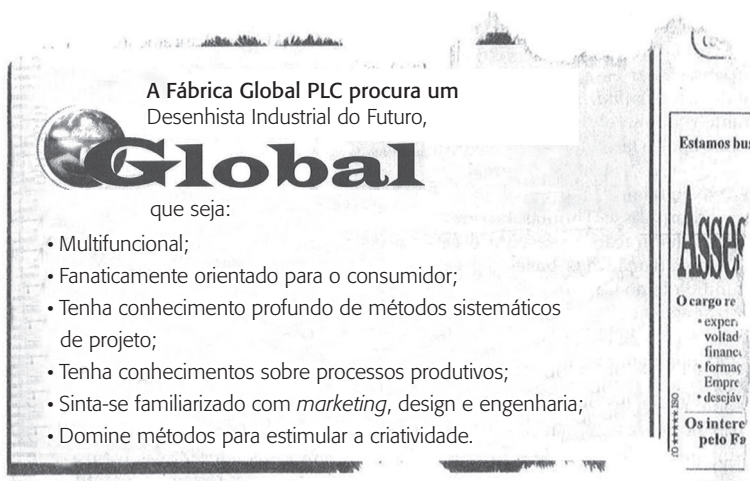 A Fábrica Global PLC procura um
Desenhista Industrial do Futuro,
Global
que seja:
• Multifuncional;
• Fanaticamente orientado para o consumidor;
• Tenha conhecimento profundo de métodos sistemáticos
de projeto;
• Tenha conhecimentos sobre processos produtivos;
• Sinta-se familiarizado com marketing, design e engenharia;
• Domine métodos para estimular a criatividade.
Estamos bus
Asses
O cargo re
• exper
voltad
financ
• formaç
Empre
• desejáv
Os intere
pelo Fa
ISO